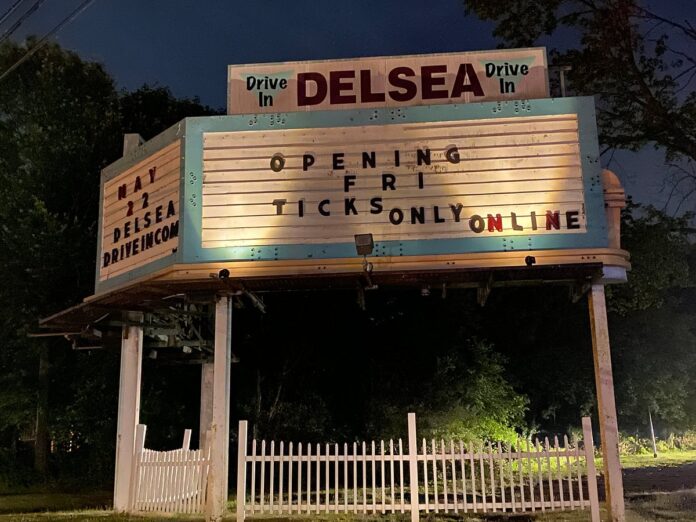 Drive In DELSEA Drive In
OPENING
FRI
TICKS ONLY ONLINE
MAY
22
DELSEA
DRIVEINCOM